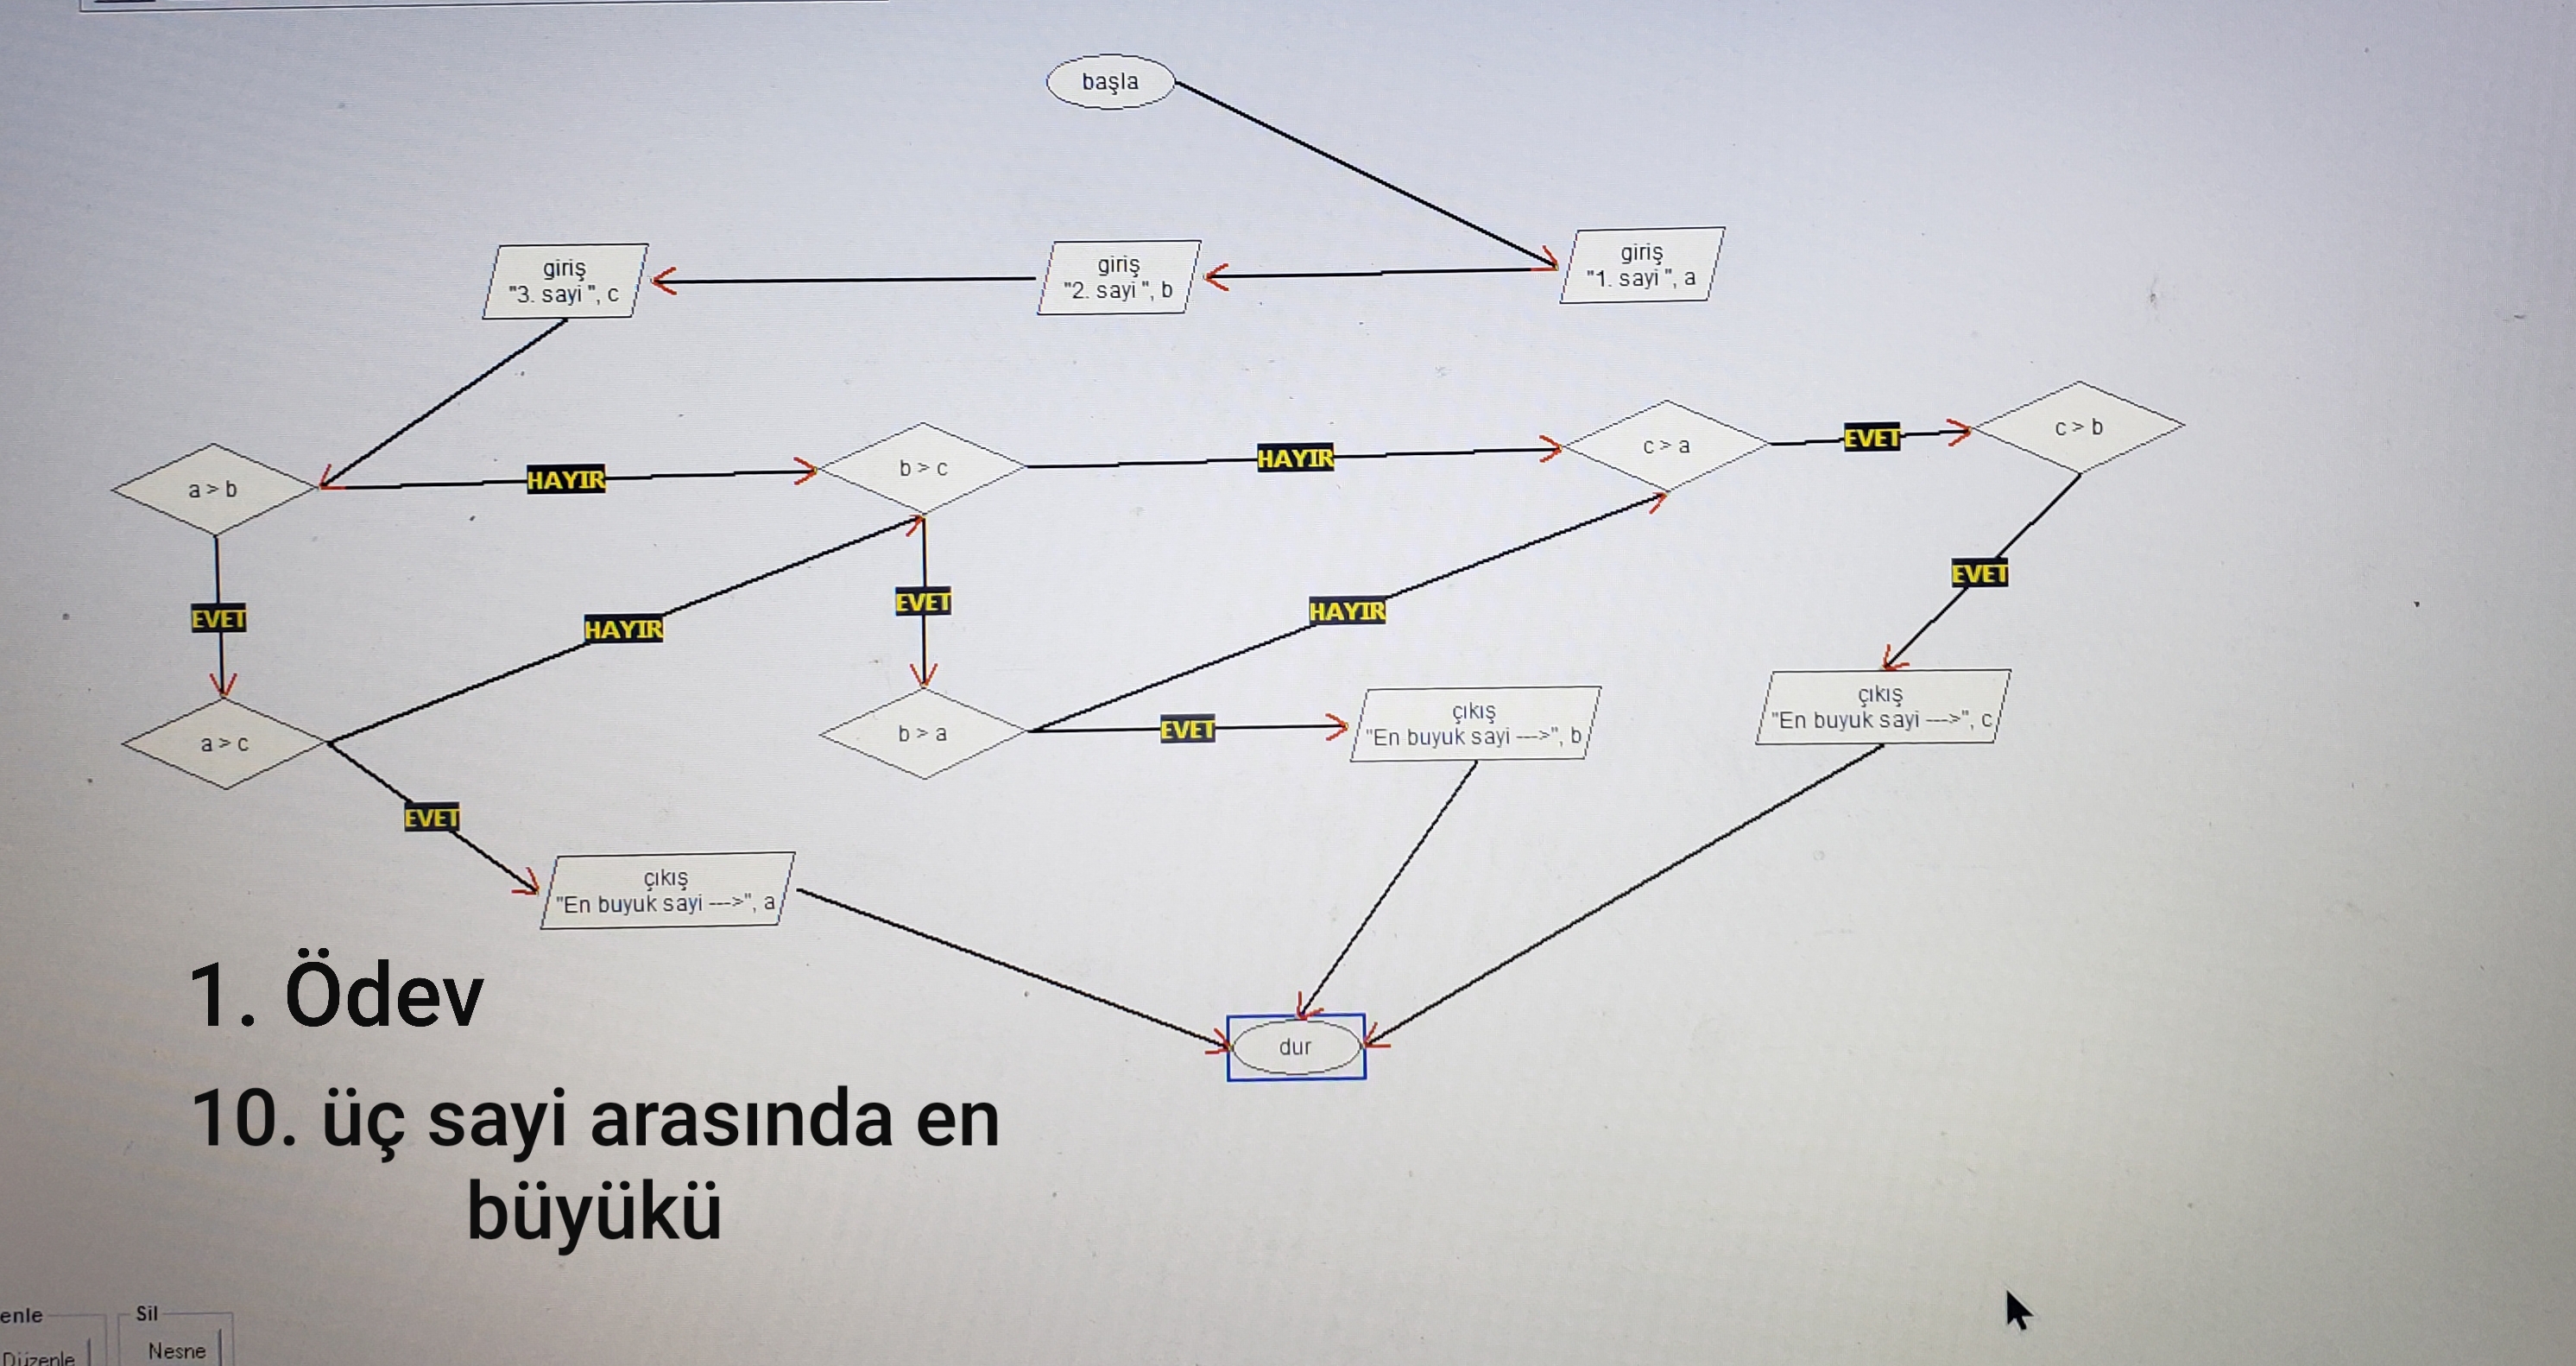 başla
giriş
"3. sayi ", c
giriş
"2. sayi ", b
giriş
"1. sayi ", a
a > b
HAYIR
b > c
HAYIR
c > a
EVET
c > b
EVET
HAYIR
EVET
HAYIR
EVET
a > c
b > a
EVET
çıkış
"En buyuk sayi --->", b
çıkış
"En buyuk sayi --->", c
EVET
çıkış
"En buyuk sayi --->", a
dur
1. Ödev
10. üç sayi arasında en
büyükü
enle
Sil
Düzenle
Nesne